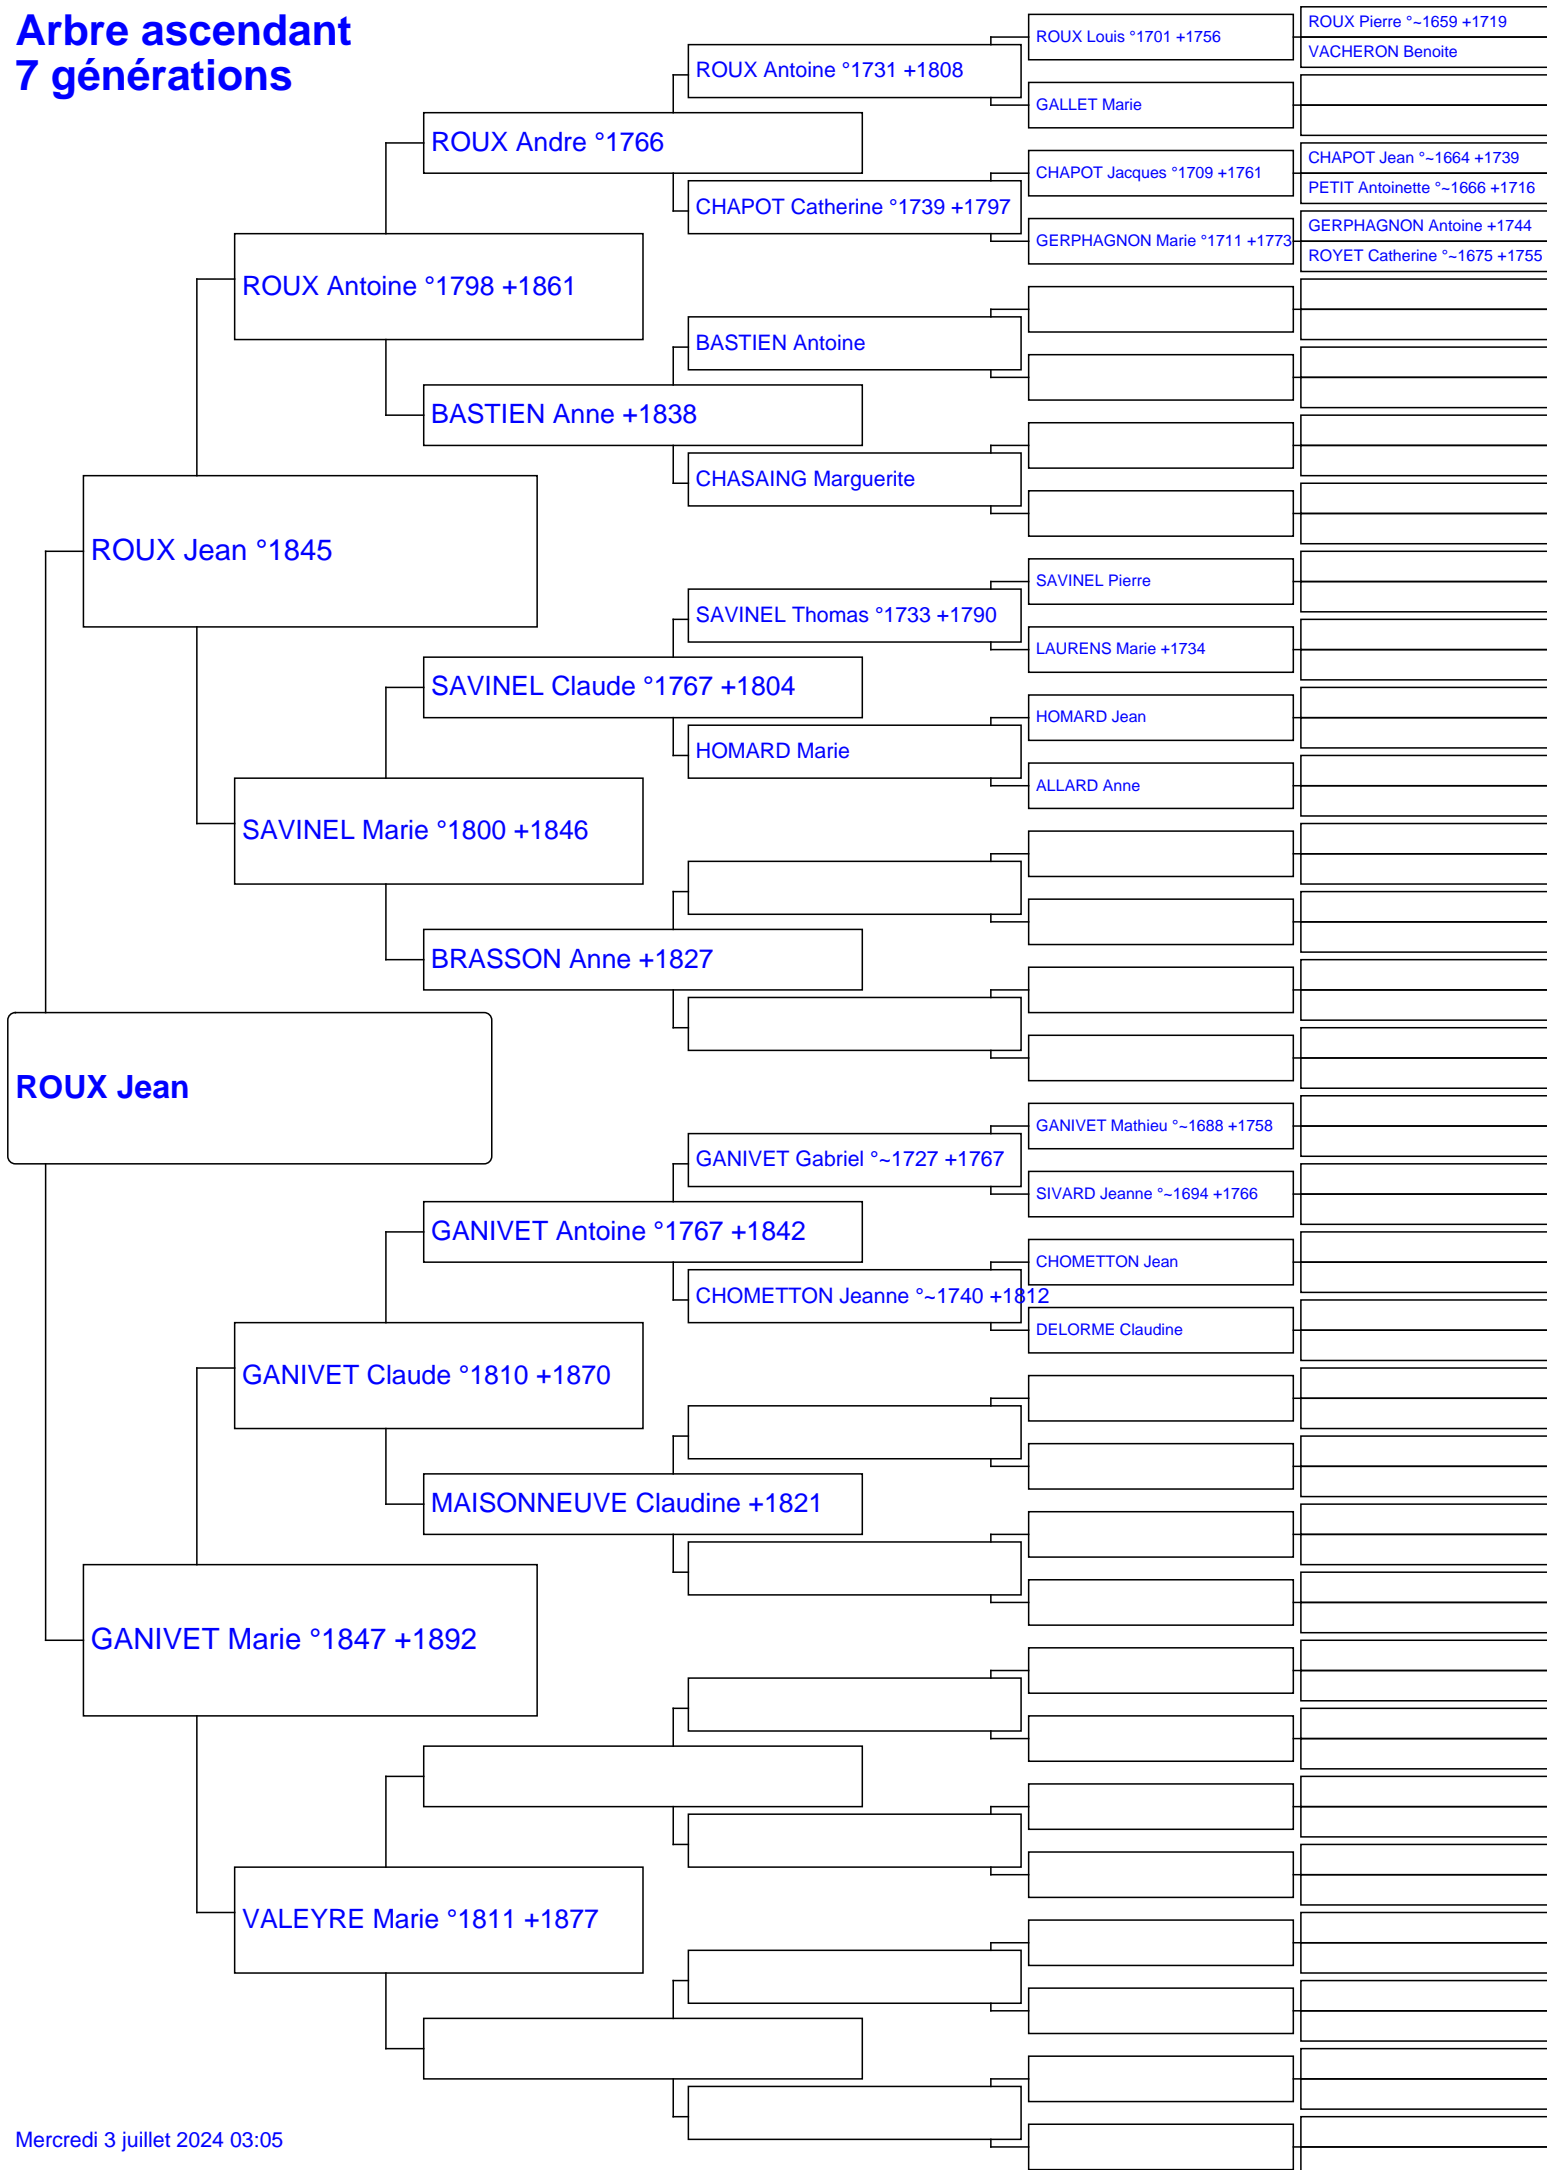 Arbre ascendant
7 générations
ROUX Pierre °~1659 +1719
ROUX Louis °1701 +1756
VACHERON Benoite
ROUX Antoine °1731 +1808
GALLET Marie
ROUX Andre °1766
CHAPOT Jean °~1664 +1739
CHAPOT Jacques °1709 +1761
PETIT Antoinette °~1666 +1716
CHAPOT Catherine °1739 +1797
GERPHAGNON Antoine +1744
GERPHAGNON Marie °1711 +1773
ROYET Catherine °~1675 +1755
ROUX Antoine °1798 +1861
BASTIEN Antoine
BASTIEN Anne +1838
CHASAING Marguerite
ROUX Jean °1845
SAVINEL Pierre
SAVINEL Thomas °1733 +1790
LAURENS Marie +1734
SAVINEL Claude °1767 +1804
HOMARD Jean
HOMARD Marie
ALLARD Anne
SAVINEL Marie °1800 +1846
BRASSON Anne +1827
ROUX Jean
GANIVET Mathieu °~1688 +1758
GANIVET Gabriel °~1727 +1767
SIVARD Jeanne °~1694 +1766
GANIVET Antoine °1767 +1842
CHOMETTON Jean
CHOMETTON Jeanne °~1740 +1812
DELORME Claudine
GANIVET Claude °1810 +1870
MAISONNEUVE Claudine +1821
GANIVET Marie °1847 +1892
VALEYRE Marie °1811 +1877
Mercredi 3 juillet 2024 03:05